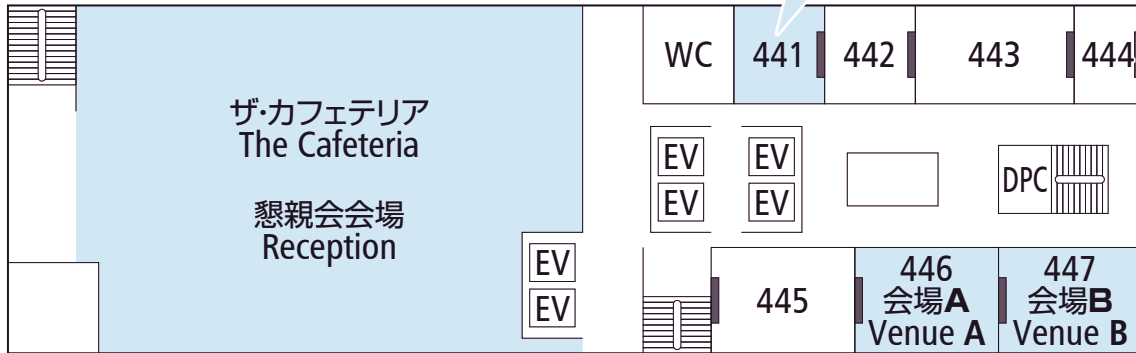 ザ・カフェテリア
The Cafeteria
懇親会会場
Reception
EV
EV
WC
441
442
443
444
EV
EV
EV
EV
DPC
445
446
会場A
Venue A
447
会場B
Venue B